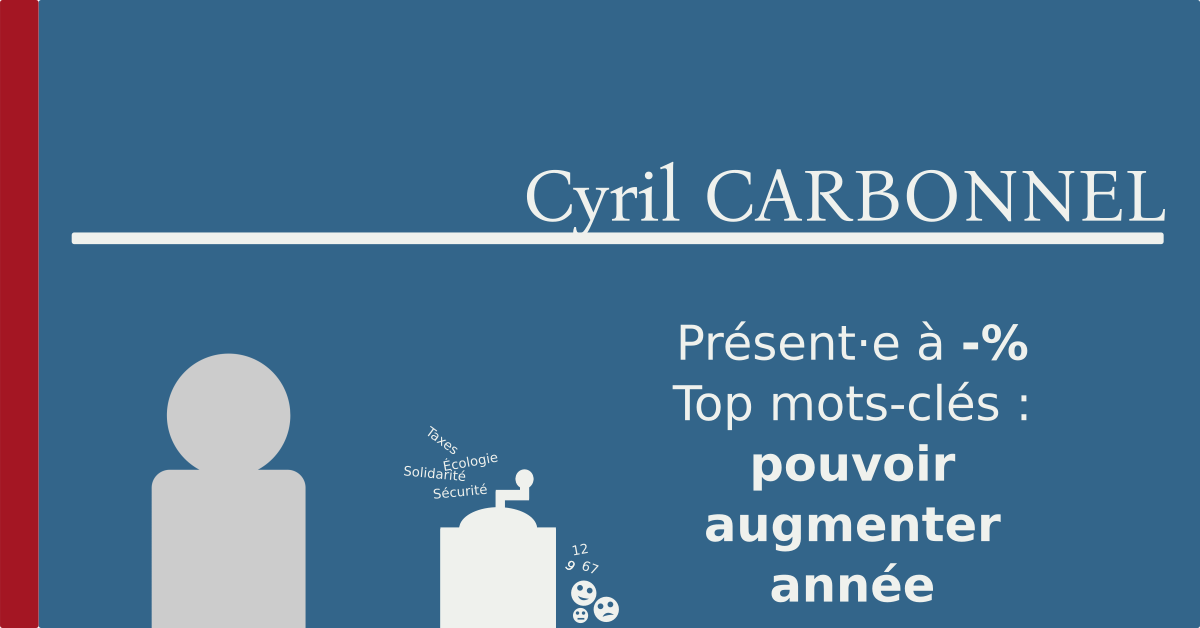 Cyril CARBONNEL
Présent·e à -%
Top mots-clés :
pouvoir
augmenter
année
Taxes
Écologie
Solidarité
Sécurité
12
9 67